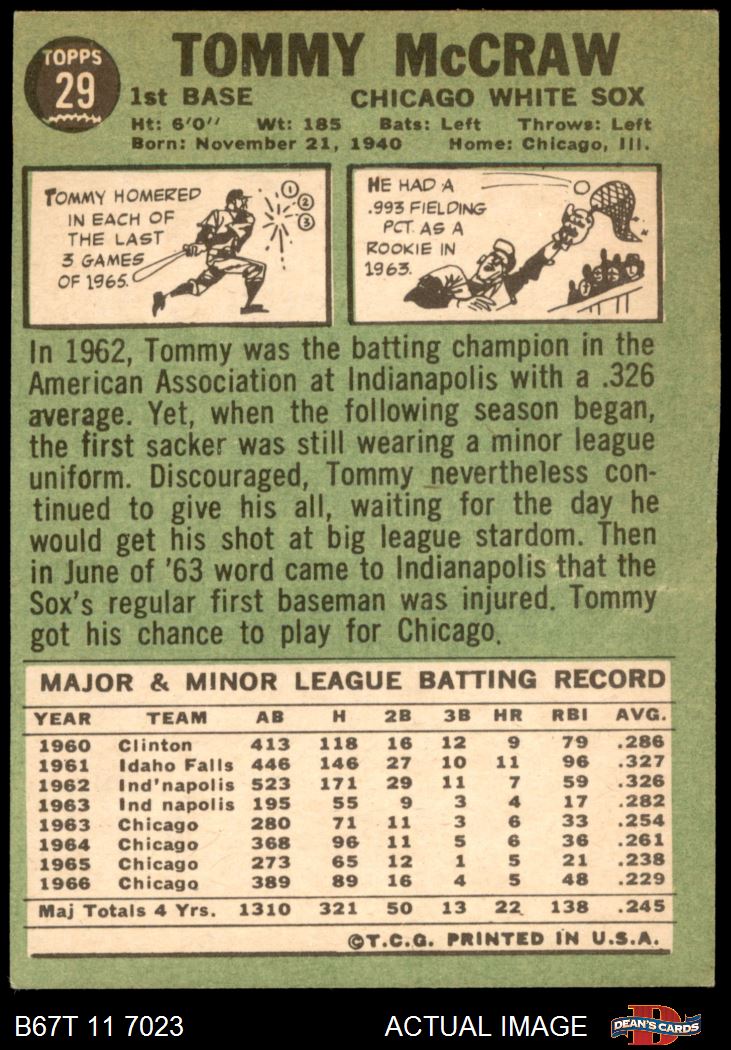 TOPPS
29
TOMMY McCRAW
1st BASE CHICAGO WHITE SOX
Ht: 6'0" Wt: 185 Bats: Left Throws: Left
Born: November 21, 1940 Home: Chicago, Ill.
TOMMY HOMERED
IN EACH OF
THE LAST
3 GAMES
OF 1965.
1
2
3
HE HAD A
.993 FIELDING
PCT. AS A
ROOKIE IN
1963.
In 1962, Tommy was the batting champion in the
American Association at Indianapolis with a .326
average. Yet, when the following season began,
the first sacker was still wearing a minor league
uniform. Discouraged, Tommy nevertheless con-
tinued to give his all, waiting for the day he
would get his shot at big league stardom. Then
in June of '63 word came to Indianapolis that the
Sox's regular first baseman was injured. Tommy
got his chance to play for Chicago.
MAJOR & MINOR LEAGUE BATTING RECORD
YEAR TEAM AB H 2B 3B HR RBI AVG.
1960 Clinton 413 118 16 12 9 79 .286
1961 Idaho Falls 446 146 27 10 11 96 .327
1962 Ind'napolis 523 171 29 11 7 59 .326
1963 Ind napolis 195 55 9 3 4 17 .282
1963 Chicago 280 71 11 3 6 33 .254
1964 Chicago 368 96 11 5 6 36 .261
1965 Chicago 273 65 12 1 5 21 .238
1966 Chicago 389 89 16 4 5 48 .229
Maj Totals 4 Yrs. 1310 321 50 13 22 138 .245
©T.C.G. PRINTED IN U.S.A.
B67T 11 7023 ACTUAL IMAGE
D
DEAN'S CARDS